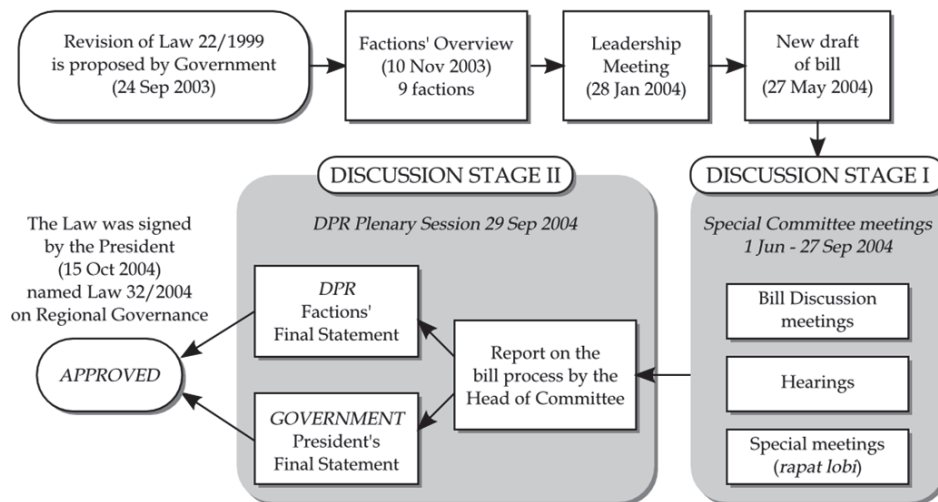 Revision of Law 22/1999
is proposed by Government
(24 Sep 2003)
Factions' Overview
(10 Nov 2003)
9 factions
Leadership
Meeting
(28 Jan 2004)
New draft
of bill
(27 May 2004)
DISCUSSION STAGE I
Special Committee meetings
1 Jun - 27 Sep 2004
Bill Discussion
meetings
Hearings
Special meetings
(rapat lobi)
DISCUSSION STAGE II
DPR Plenary Session 29 Sep 2004
Report on the
bill process by the
Head of Committee
DPR
Factions'
Final Statement
GOVERNMENT
President's
Final Statement
The Law was signed
by the President
(15 Oct 2004)
named Law 32/2004
on Regional Governance
APPROVED